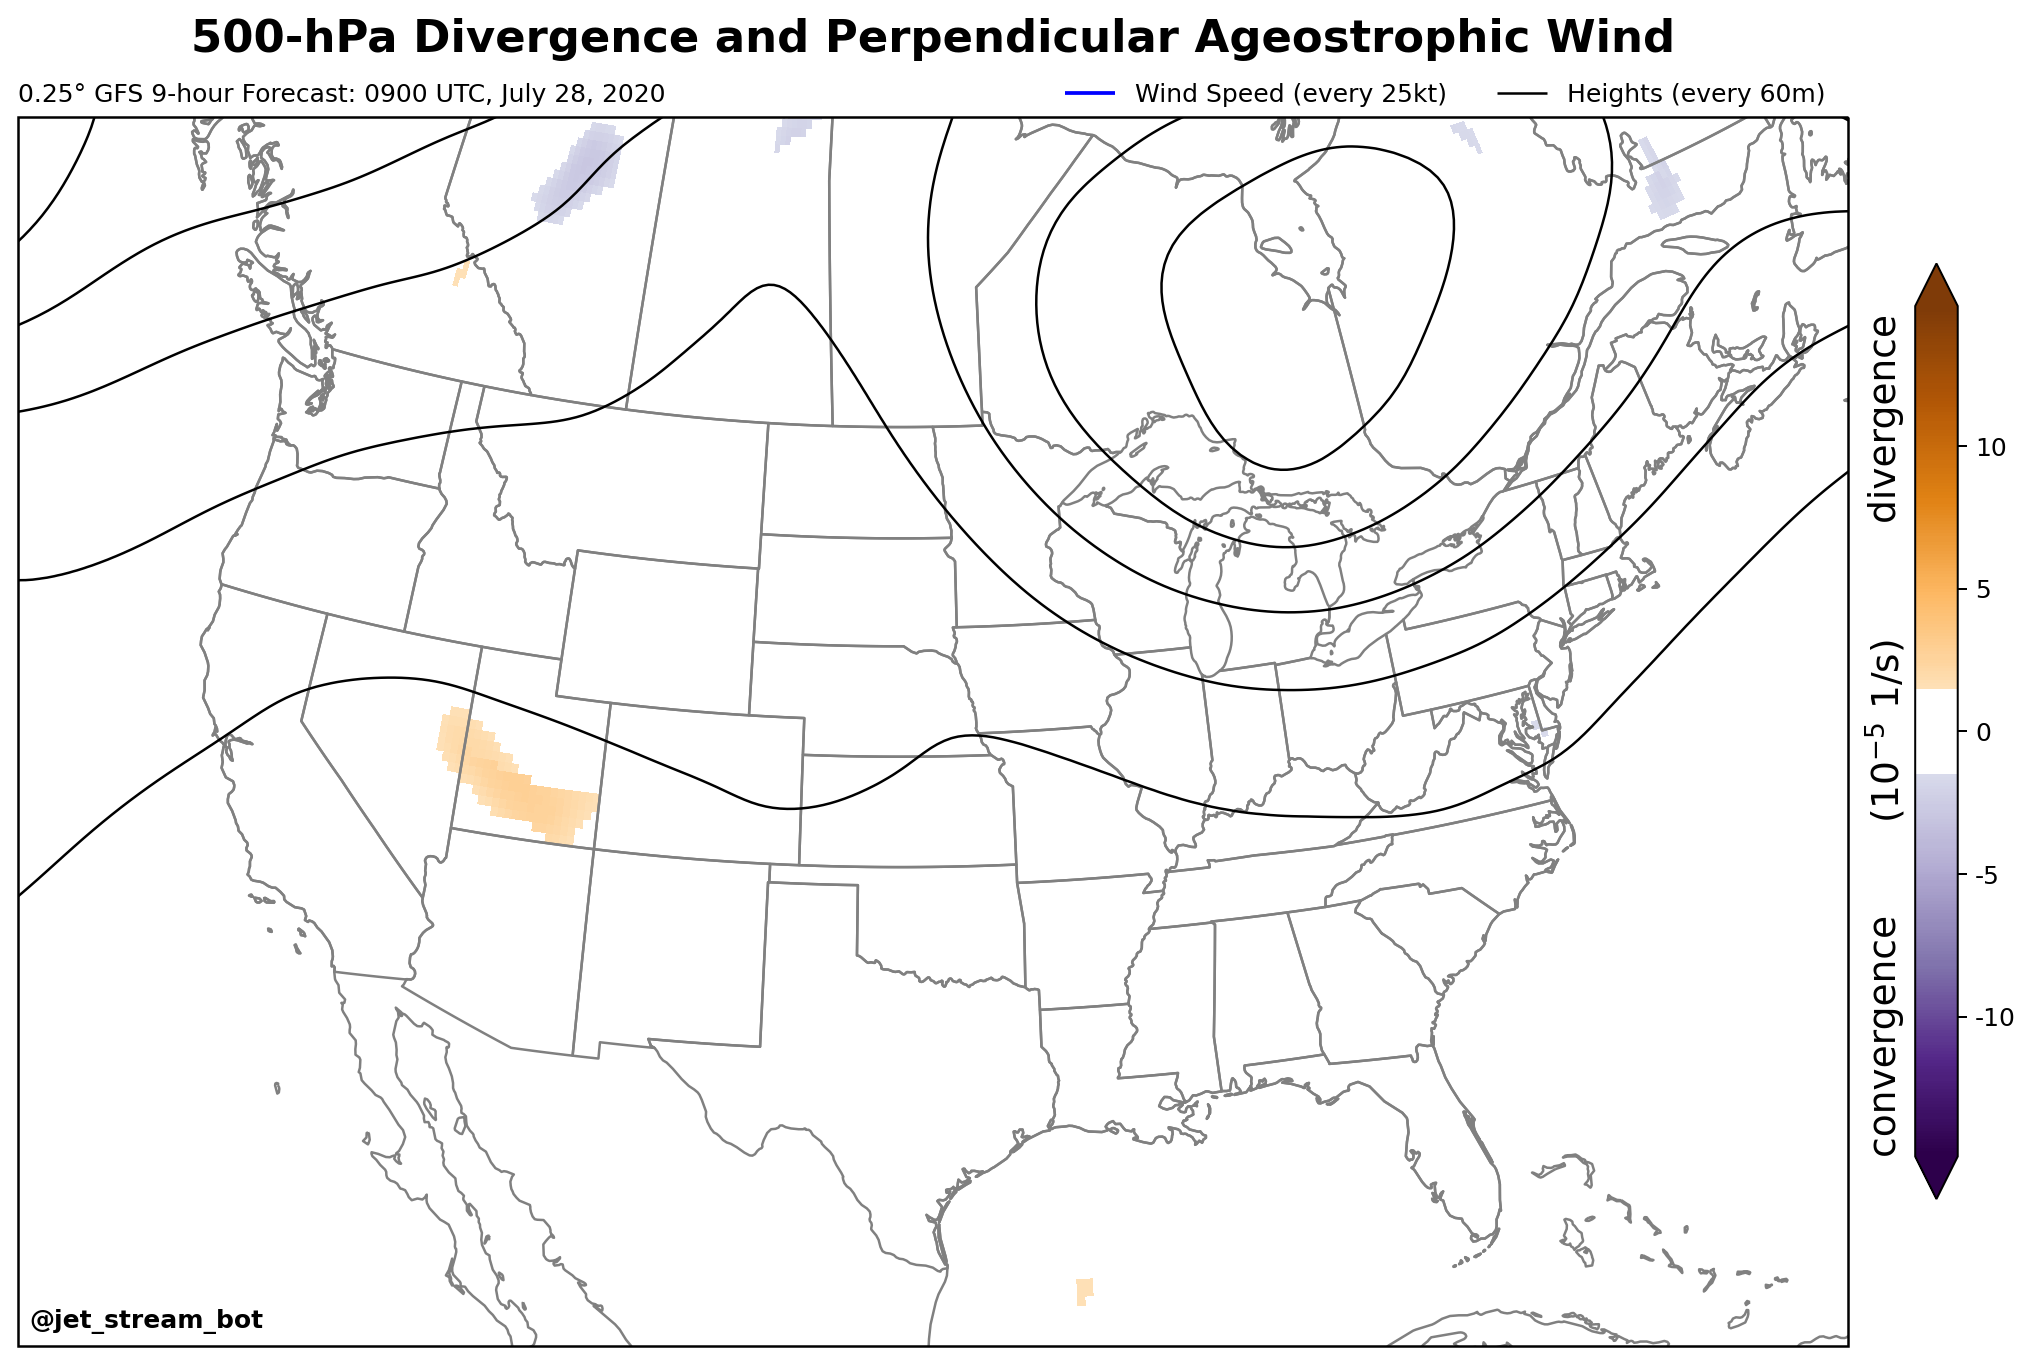 500-hPa Divergence and Perpendicular Ageostrophic Wind
0.25° GFS 9-hour Forecast: 0900 UTC, July 28, 2020
Wind Speed (every 25kt)
Heights (every 60m)
divergence
(10⁻⁵ 1/s)
convergence
10
5
0
-5
-10
@jet_stream_bot